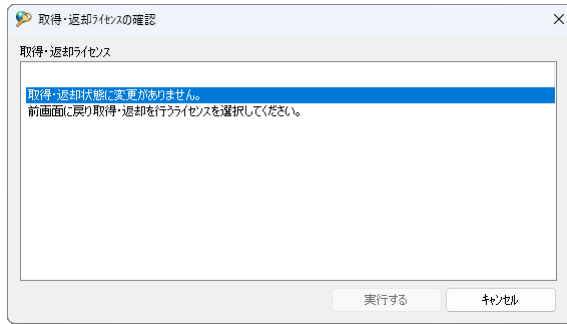 取得・返却ライセンスの確認
取得・返却ライセンス
取得・返却状態に変更がありません。
前画面に戻り取得・返却を行うライセンスを選択してください。
実行する
キャンセル